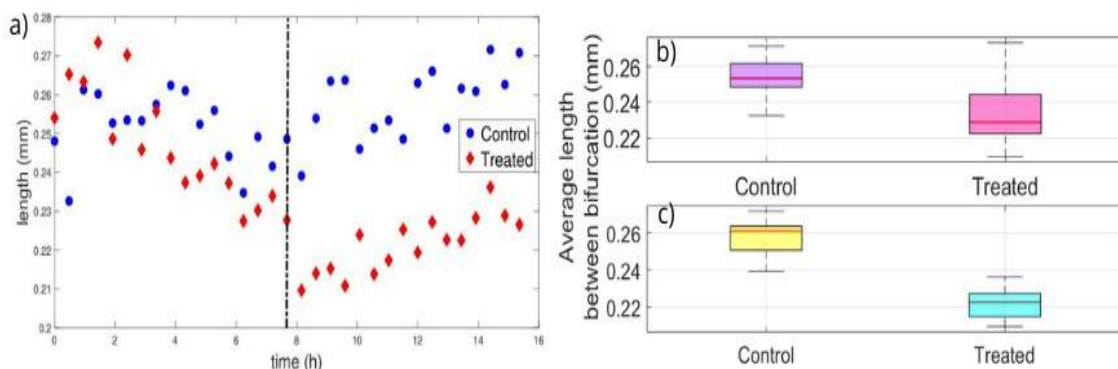 a)
length (mm)
0.28
0.27
0.26
0.25
0.24
0.23
0.22
0.21
0.2
0 2 4 6 8 10 12 14 16
time (h)
Control
Treated
Average length
between bifurcation (mm)
b)
0.26
0.24
0.22
Control Treated
c)
0.26
0.24
0.22
Control Treated